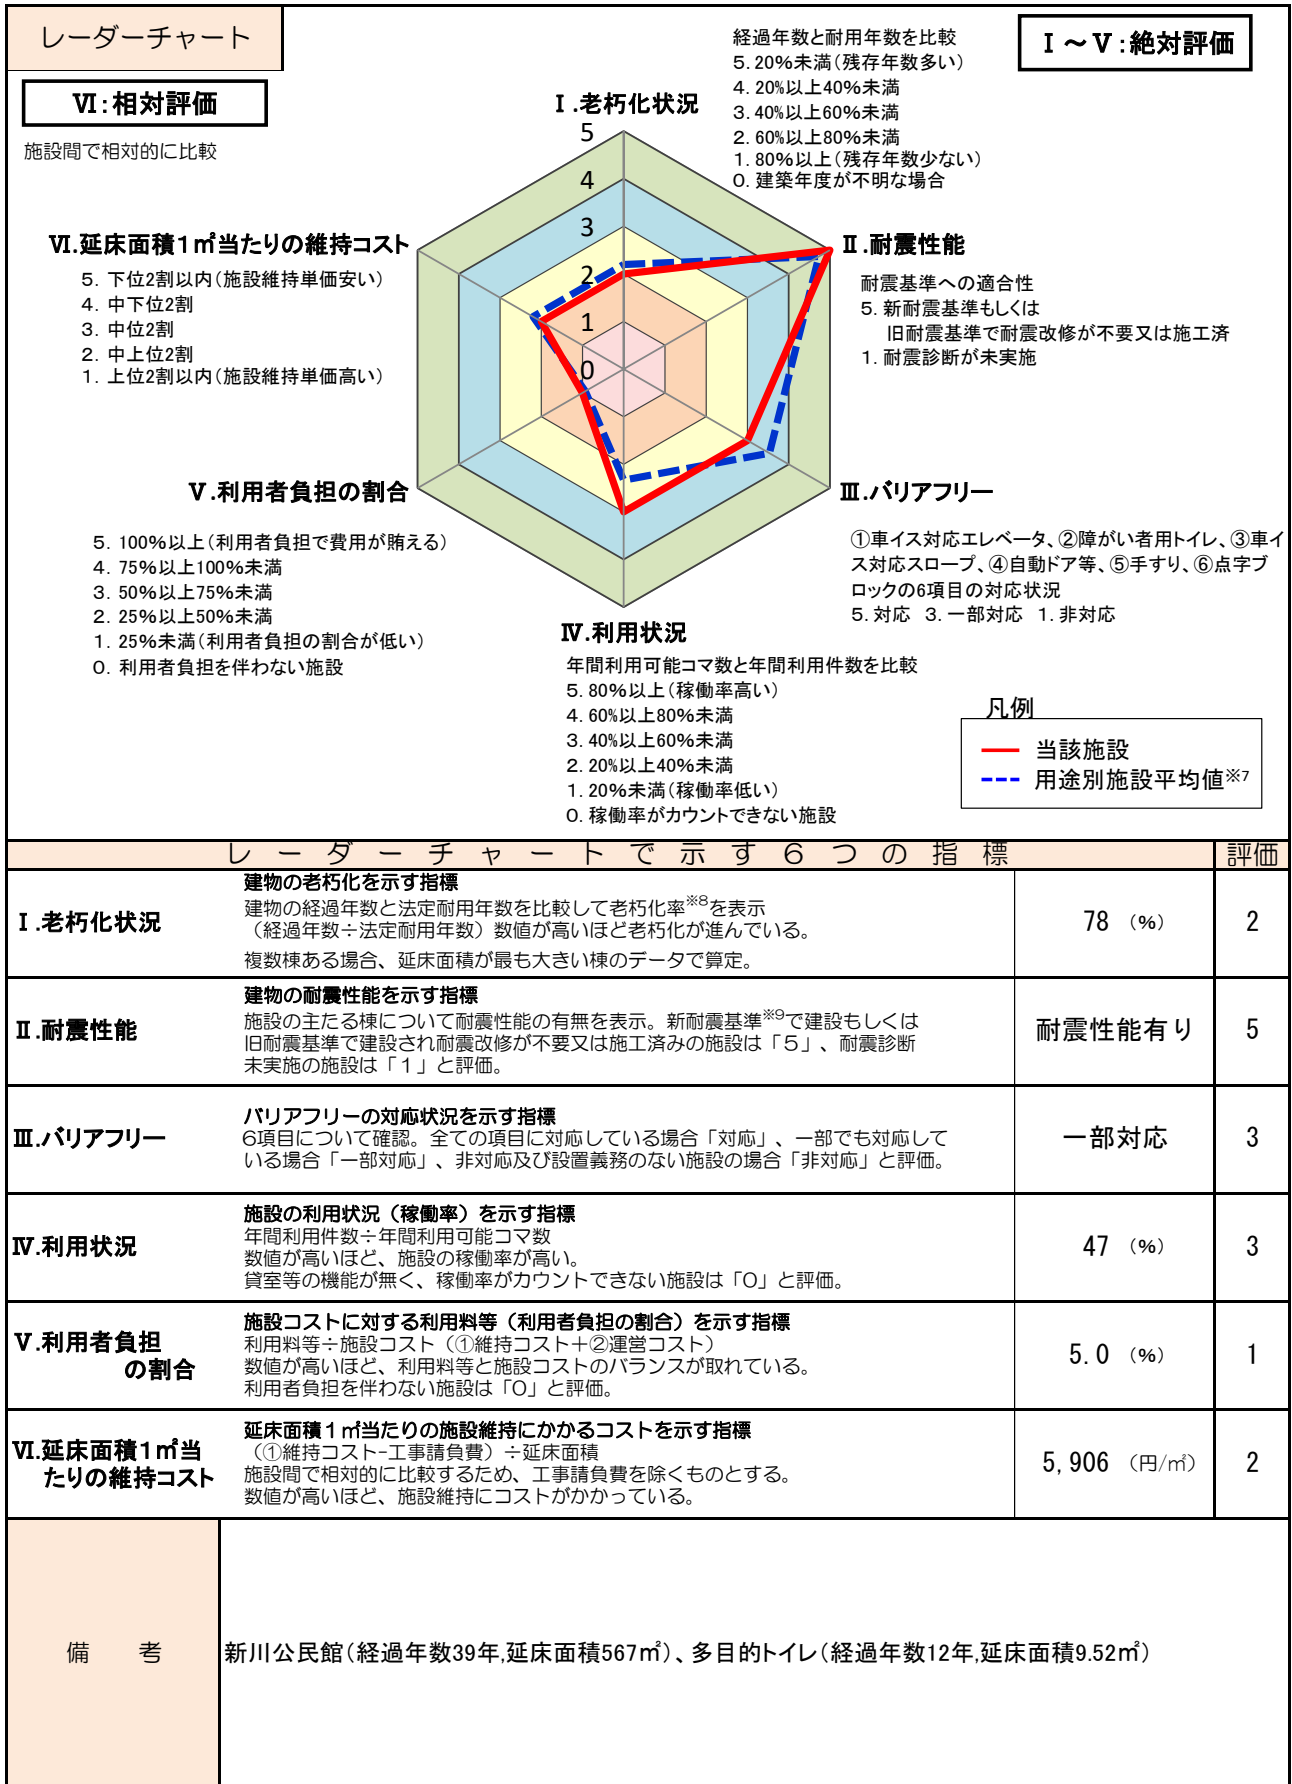 レーダーチャート
Ⅰ～Ⅴ:絶対評価
Ⅵ:相対評価
施設間で相対的に比較
Ⅰ.老朽化状況
経過年数と耐用年数を比較
5.20%未満(残存年数多い)
4.20%以上40%未満
3.40%以上60%未満
2.60%以上80%未満
1.80%以上(残存年数少ない)
0.建築年度が不明な場合
5
4
3
2
1
0
Ⅱ.耐震性能
耐震基準への適合性
5.新耐震基準もしくは
旧耐震基準で耐震改修が不要又は施工済
1.耐震診断が未実施
Ⅵ.延床面積1㎡当たりの維持コスト
5.下位2割以内(施設維持単価安い)
4.中下位2割
3.中位2割
2.中上位2割
1.上位2割以内(施設維持単価高い)
Ⅲ.バリアフリー
①車イス対応エレベータ、②障がい者用トイレ、③車イ
ス対応スロープ、④自動ドア等、⑤手すり、⑥点字ブ
ロックの6項目の対応状況
5.対応 3.一部対応 1.非対応
Ⅴ.利用者負担の割合
5.100%以上(利用者負担で費用が賄える)
4.75%以上100%未満
3.50%以上75%未満
2.25%以上50%未満
1.25%未満(利用者負担の割合が低い)
0.利用者負担を伴わない施設
Ⅳ.利用状況
年間利用可能コマ数と年間利用件数を比較
5.80%以上(稼働率高い)
4.60%以上80%未満
3.40%以上60%未満
2.20%以上40%未満
1.20%未満(稼働率低い)
0.稼働率がカウントできない施設
凡例
当該施設
用途別施設平均値※7
レーダーチャートで示す6つの指標 評価
Ⅰ.老朽化状況
建物の老朽化を示す指標
建物の経過年数と法定耐用年数を比較して老朽化率※8を表示
(経過年数÷法定耐用年数)数値が高いほど老朽化が進んでいる。
複数棟ある場合、延床面積が最も大きい棟のデータで算定。
78 (%) 2
Ⅱ.耐震性能
建物の耐震性能を示す指標
施設の主たる棟について耐震性能の有無を表示。新耐震基準※9で建設もしくは
旧耐震基準で建設され耐震改修が不要又は施工済みの施設は「5」、耐震診断
未実施の施設は「1」と評価。
耐震性能有り 5
Ⅲ.バリアフリー
バリアフリーの対応状況を示す指標
6項目について確認。全ての項目に対応している場合「対応」、一部でも対応して
いる場合「一部対応」、非対応及び設置義務のない施設の場合「非対応」と評価。
一部対応 3
Ⅳ.利用状況
施設の利用状況(稼働率)を示す指標
年間利用件数÷年間利用可能コマ数
数値が高いほど、施設の稼働率が高い。
貸室等の機能が無く、稼働率がカウントできない施設は「0」と評価。
47 (%) 3
Ⅴ.利用者負担
の割合
施設コストに対する利用料等(利用者負担の割合)を示す指標
利用料等÷施設コスト(①維持コスト+②運営コスト)
数値が高いほど、利用料等と施設コストのバランスが取れている。
利用者負担を伴わない施設は「0」と評価。
5.0 (%) 1
Ⅵ.延床面積1㎡当
たりの維持コスト
延床面積1㎡当たりの施設維持にかかるコストを示す指標
(①維持コスト-工事請負費)÷延床面積
施設間で相対的に比較するため、工事請負費を除くものとする。
数値が高いほど、施設維持にコストがかかっている。
5,906 (円/㎡) 2
備 考
新川公民館(経過年数39年,延床面積567㎡)、多目的トイレ(経過年数12年,延床面積9.52㎡)